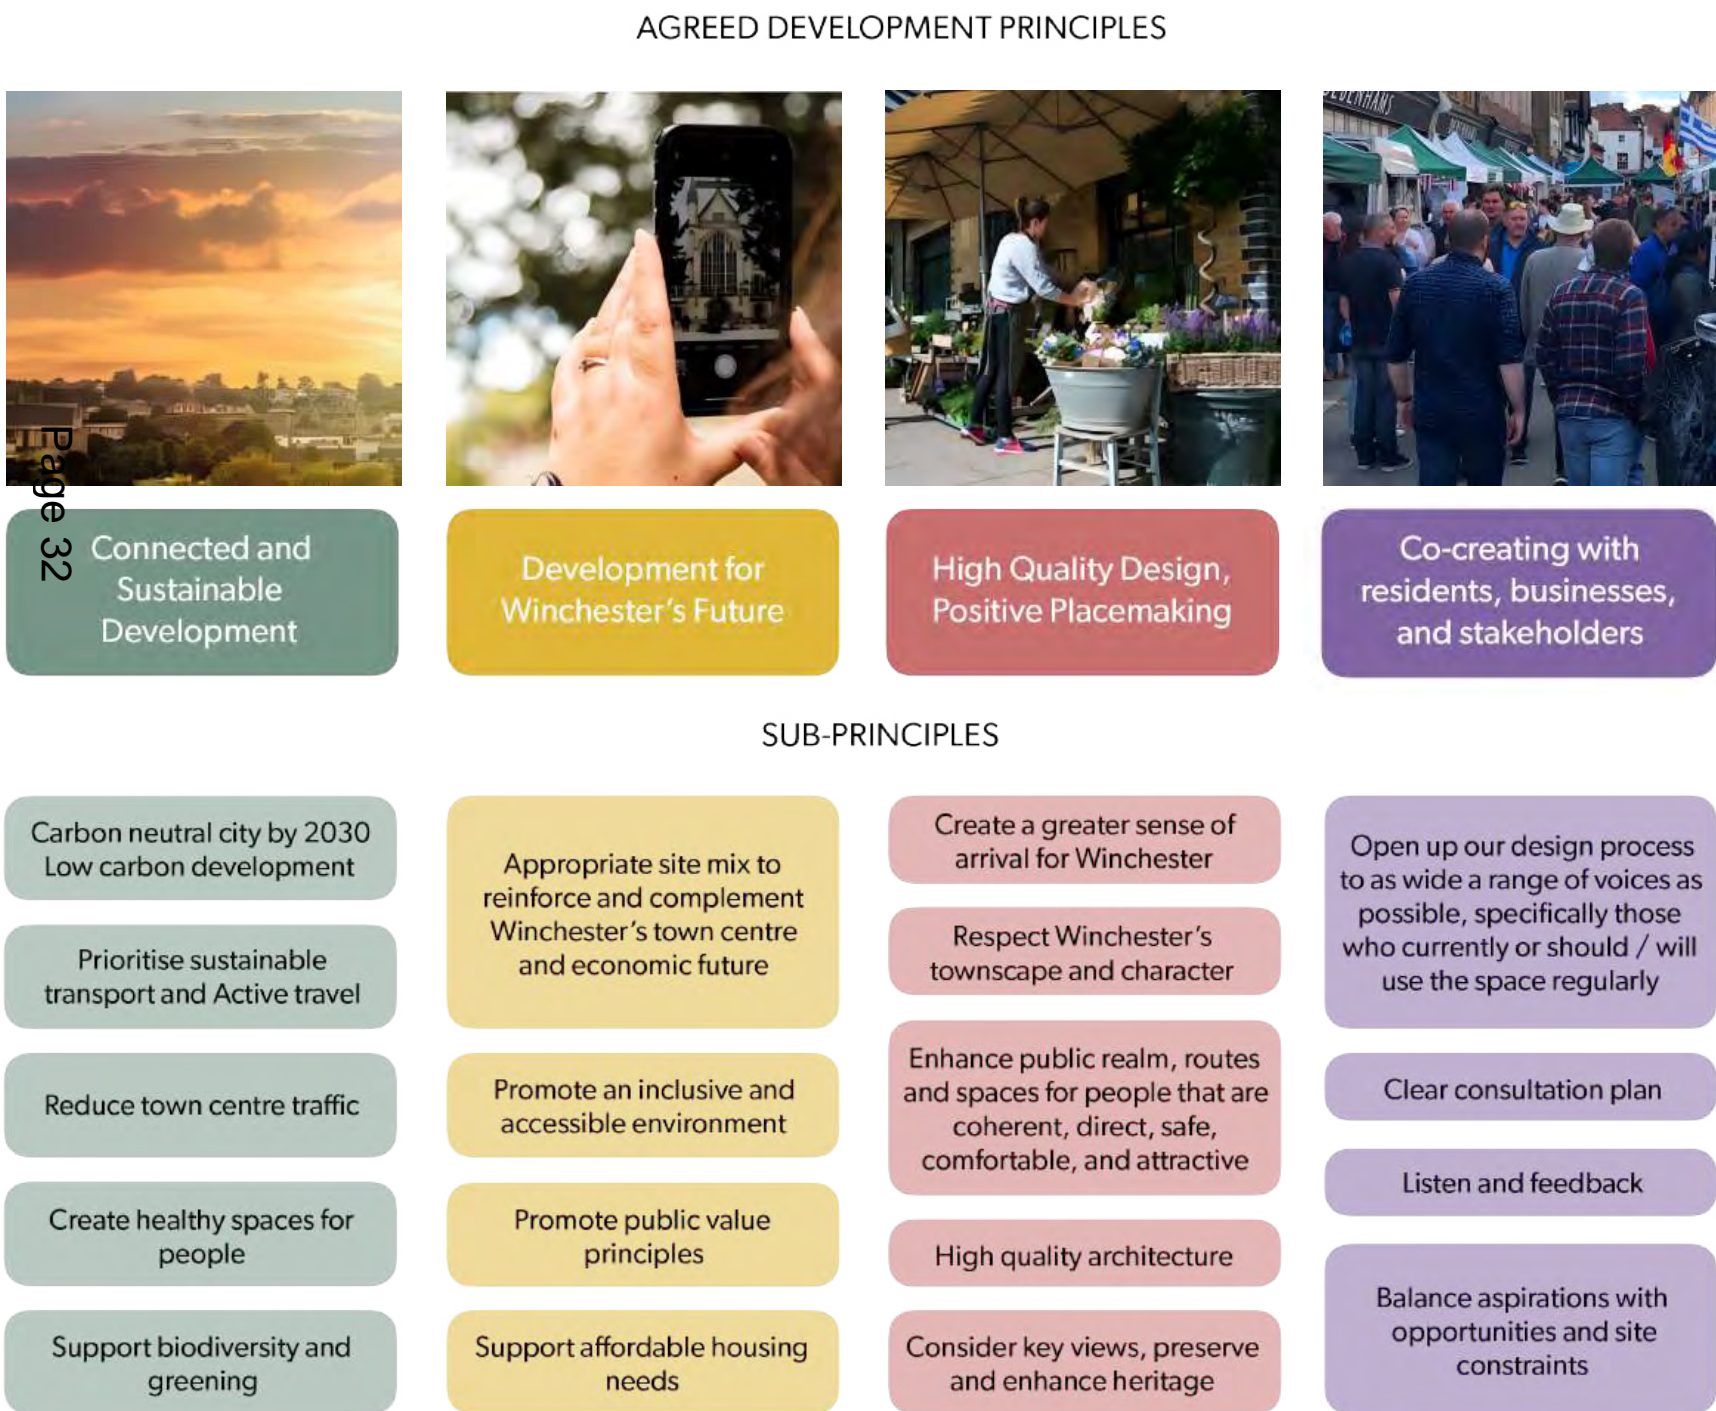 AGREED DEVELOPMENT PRINCIPLES
DEBENHAMS
Page 32
Connected and
Sustainable
Development
Development for
Winchester's Future
High Quality Design,
Positive Placemaking
Co-creating with
residents, businesses,
and stakeholders
SUB-PRINCIPLES
Carbon neutral city by 2030
Low carbon development
Prioritise sustainable
transport and Active travel
Reduce town centre traffic
Create healthy spaces for
people
Support biodiversity and
greening
Appropriate site mix to
reinforce and complement
Winchester's town centre
and economic future
Promote an inclusive and
accessible environment
Promote public value
principles
Support affordable housing
needs
Create a greater sense of
arrival for Winchester
Respect Winchester's
townscape and character
Enhance public realm, routes
and spaces for people that are
coherent, direct, safe,
comfortable, and attractive
High quality architecture
Consider key views, preserve
and enhance heritage
Open up our design process
to as wide a range of voices as
possible, specifically those
who currently or should / will
use the space regularly
Clear consultation plan
Listen and feedback
Balance aspirations with
opportunities and site
constraints